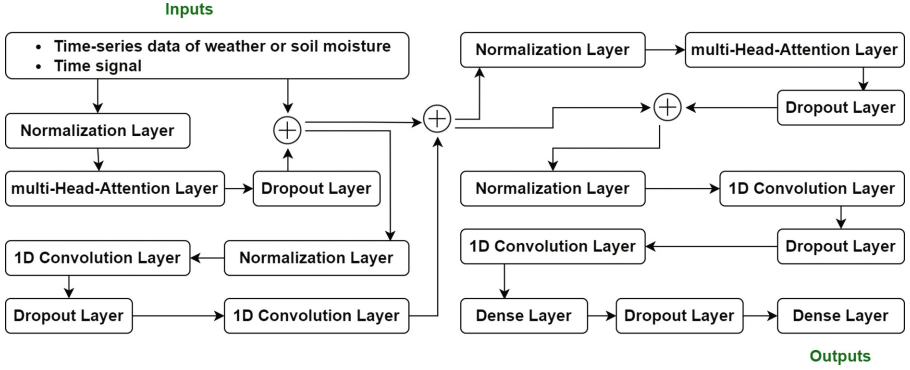 Inputs
• Time-series data of weather or soil moisture
• Time signal
Normalization Layer
multi-Head-Attention Layer
Dropout Layer
Normalization Layer
1D Convolution Layer
Dropout Layer
1D Convolution Layer
Normalization Layer
multi-Head-Attention Layer
Dropout Layer
Normalization Layer
1D Convolution Layer
Dropout Layer
1D Convolution Layer
Dense Layer
Dropout Layer
Dense Layer
Outputs